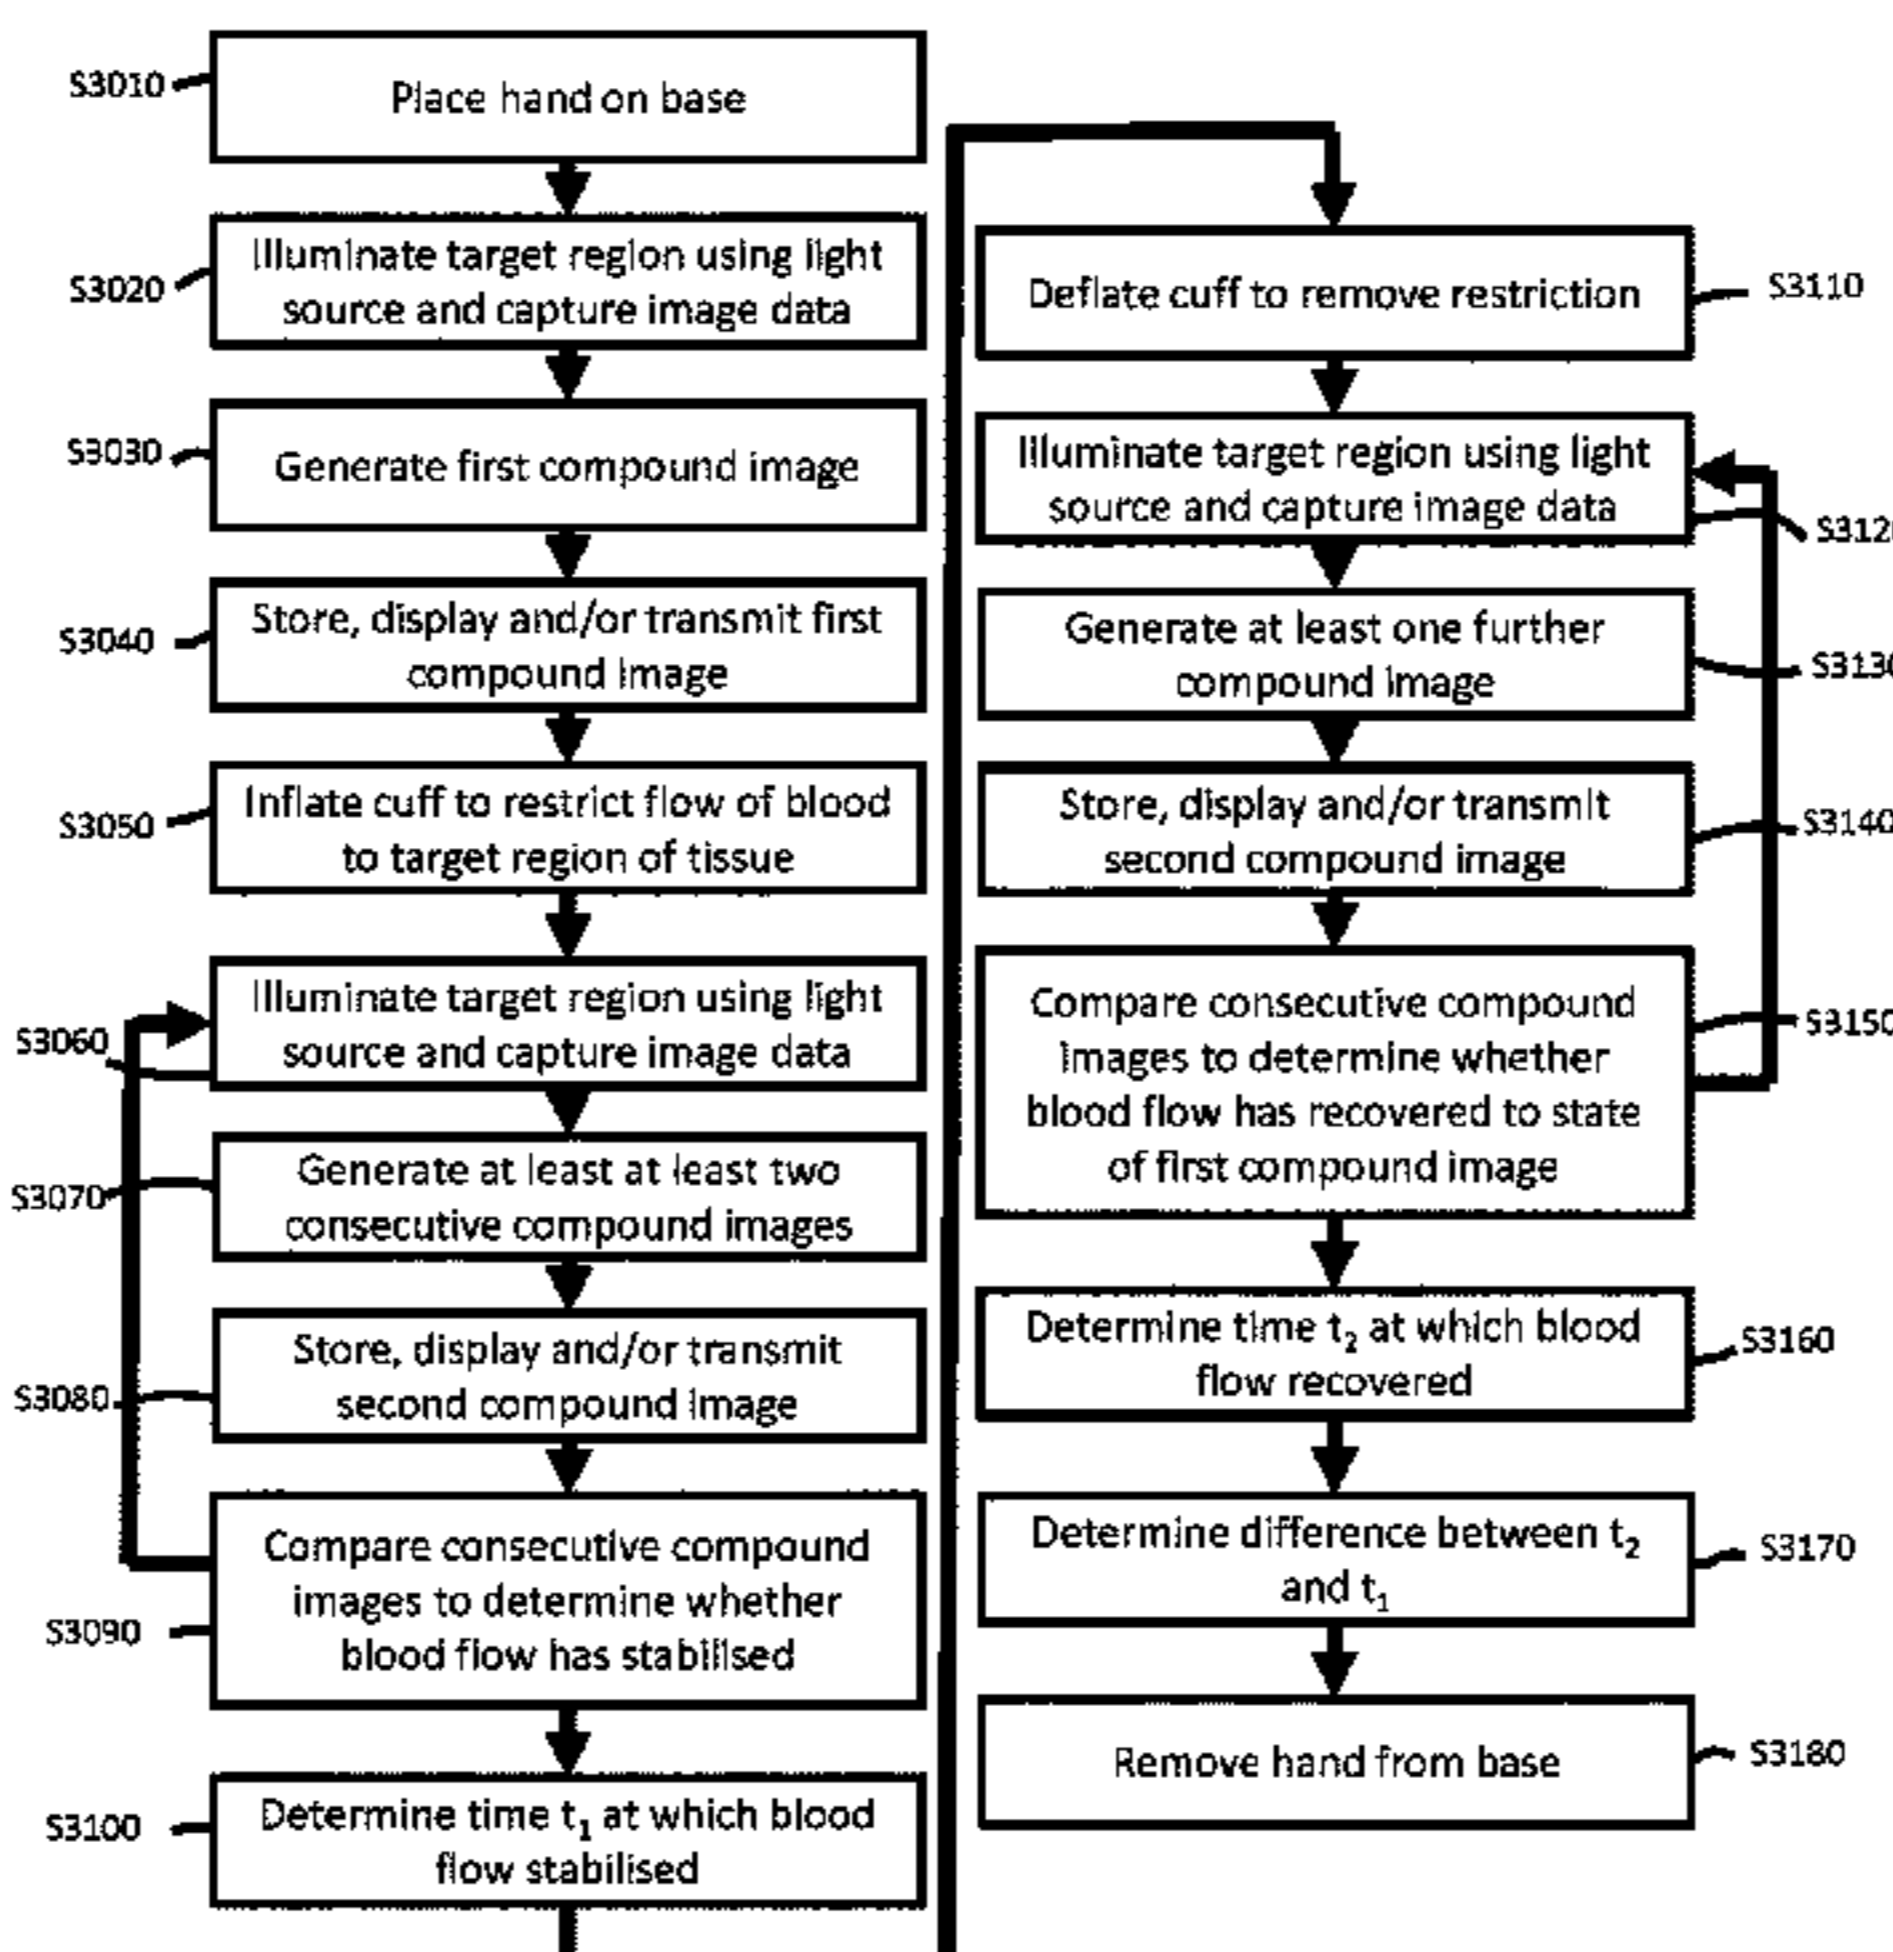 S3010
Place hand on base
S3020
Illuminate target region using light
source and capture image data
S3030
Generate first compound image
S3040
Store, display and/or transmit first
compound image
S3050
Inflate cuff to restrict flow of blood
to target region of tissue
S3060
Illuminate target region using light
source and capture image data
S3070
Generate at least at least two
consecutive compound images
S3080
Store, display and/or transmit
second compound image
S3090
Compare consecutive compound
images to determine whether
blood flow has stabilised
S3100
Determine time t₁ at which blood
flow stabilised
Deflate cuff to remove restriction
S3110
Illuminate target region using light
source and capture image data
S312
Generate at least one further
compound image
S3130
Store, display and/or transmit
second compound image
S3140
Compare consecutive compound
images to determine whether
blood flow has recovered to state
of first compound image
S3150
Determine time t₂ at which blood
flow recovered
S3160
Determine difference between t₂
and t₁
S3170
Remove hand from base
S3180